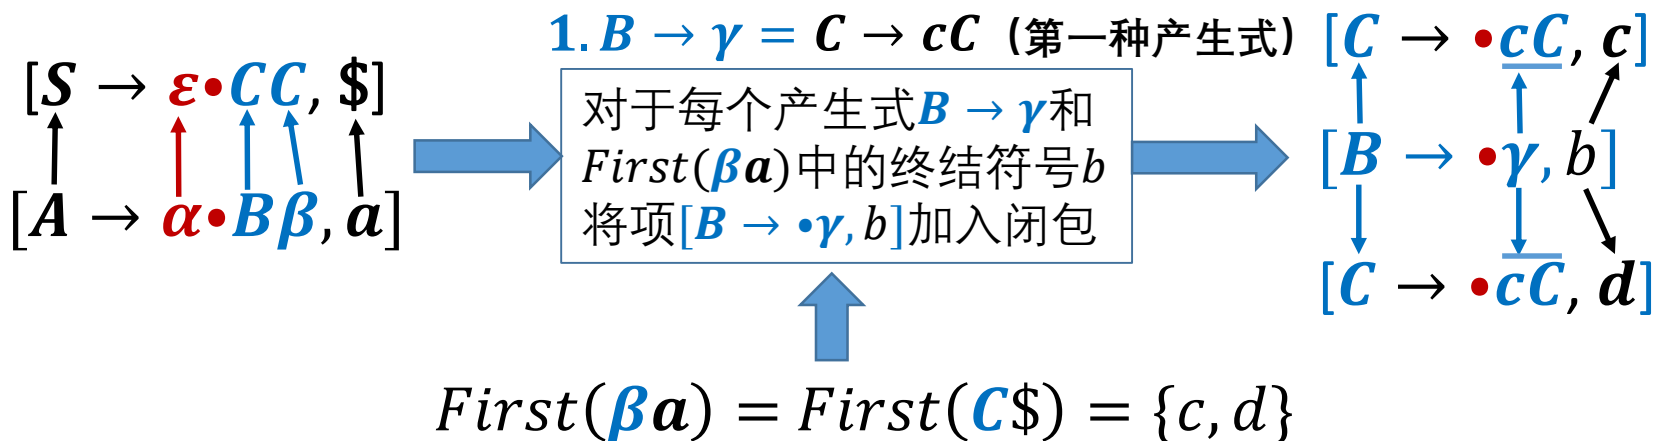 1. B → γ = C → cC（第一种产生式）
[S → ε•CC, $]
[A → α•Bβ, a]
对于每个产生式B → γ和
First(βa)中的终结符号b
将项[B → •γ, b]加入闭包
[C → •cC, c]
[B → •γ, b]
[C → •cC, d]
First(βa) = First(C$) = {c, d}